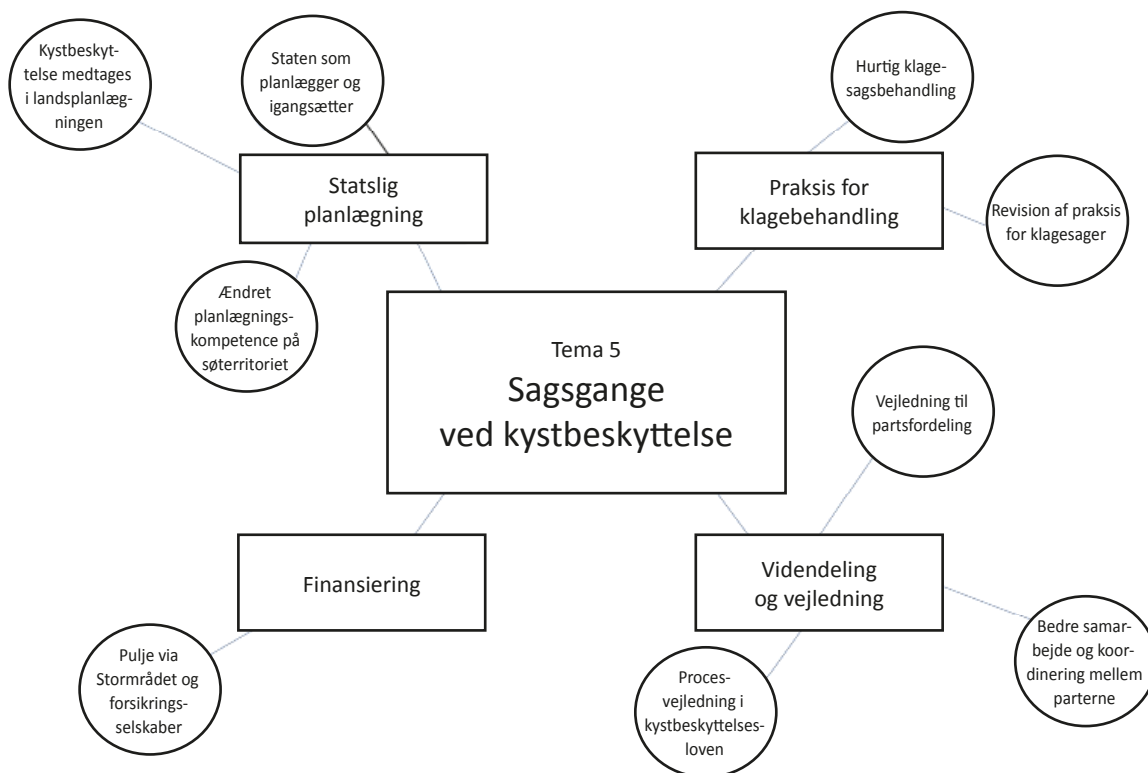 Kystbeskyt-
telse medtages
i landsplanlæg-
ningen
Staten som
planlægger og
igangsætter
Statslig
planlægning
Ændret
planlægnings-
kompetence på
søterritoriet
Hurtig klage-
sagsbehandling
Praksis for
klagebehandling
Revision af praksis
for klagesager
Tema 5
Sagsgange
ved kystbeskyttelse
Finansiering
Pulje via
Stormrådet og
forsikrings-
selskaber
Vejledning til
partsfordeling
Videndeling
og vejledning
Proces-
vejledning i
kystbeskyttelses-
loven
Bedre samar-
bejde og koor-
dinering mellem
parterne